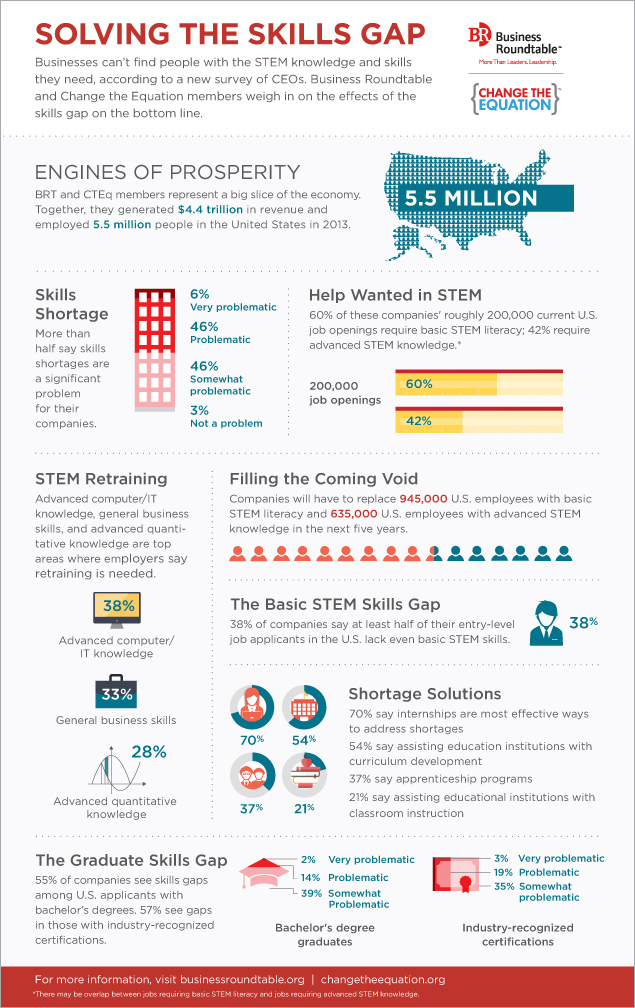 SOLVING THE SKILLS GAP
Businesses can't find people with the STEM knowledge and skills
they need, according to a new survey of CEOs. Business Roundtable
and Change the Equation members weigh in on the effects of the
skills gap on the bottom line.
BR Business
Roundtable™
More Than Leaders. Leadership.
{CHANGE THE
EQUATION}™
ENGINES OF PROSPERITY
BRT and CTEq members represent a big slice of the economy.
Together, they generated $4.4 trillion in revenue and
employed 5.5 million people in the United States in 2013.
5.5 MILLION
Skills
Shortage
More than
half say skills
shortages are
a significant
problem
for their
companies.
6%
Very problematic
46%
Problematic
46%
Somewhat
problematic
3%
Not a problem
Help Wanted in STEM
60% of these companies' roughly 200,000 current U.S.
job openings require basic STEM literacy; 42% require
advanced STEM knowledge.*
200,000
job openings
60%
42%
STEM Retraining
Advanced computer/IT
knowledge, general business
skills, and advanced quanti-
tative knowledge are top
areas where employers say
retraining is needed.
38%
Advanced computer/
IT knowledge
33%
General business skills
28%
Advanced quantitative
knowledge
Filling the Coming Void
Companies will have to replace 945,000 U.S. employees with basic
STEM literacy and 635,000 U.S. employees with advanced STEM
knowledge in the next five years.
The Basic STEM Skills Gap
38% of companies say at least half of their entry-level
job applicants in the U.S. lack even basic STEM skills.
38%
70%
54%
37%
21%
Shortage Solutions
70% say internships are most effective ways
to address shortages
54% say assisting education institutions with
curriculum development
37% say apprenticeship programs
21% say assisting educational institutions with
classroom instruction
The Graduate Skills Gap
55% of companies see skills gaps
among U.S. applicants with
bachelor's degrees. 57% see gaps
in those with industry-recognized
certifications.
2% Very problematic
14% Problematic
39% Somewhat
Problematic
Bachelor's degree
graduates
3% Very problematic
19% Problematic
35% Somewhat
problematic
Industry-recognized
certifications
For more information, visit businessroundtable.org | changetheequation.org
*There may be overlap between jobs requiring basic STEM literacy and jobs requiring advanced STEM knowledge.